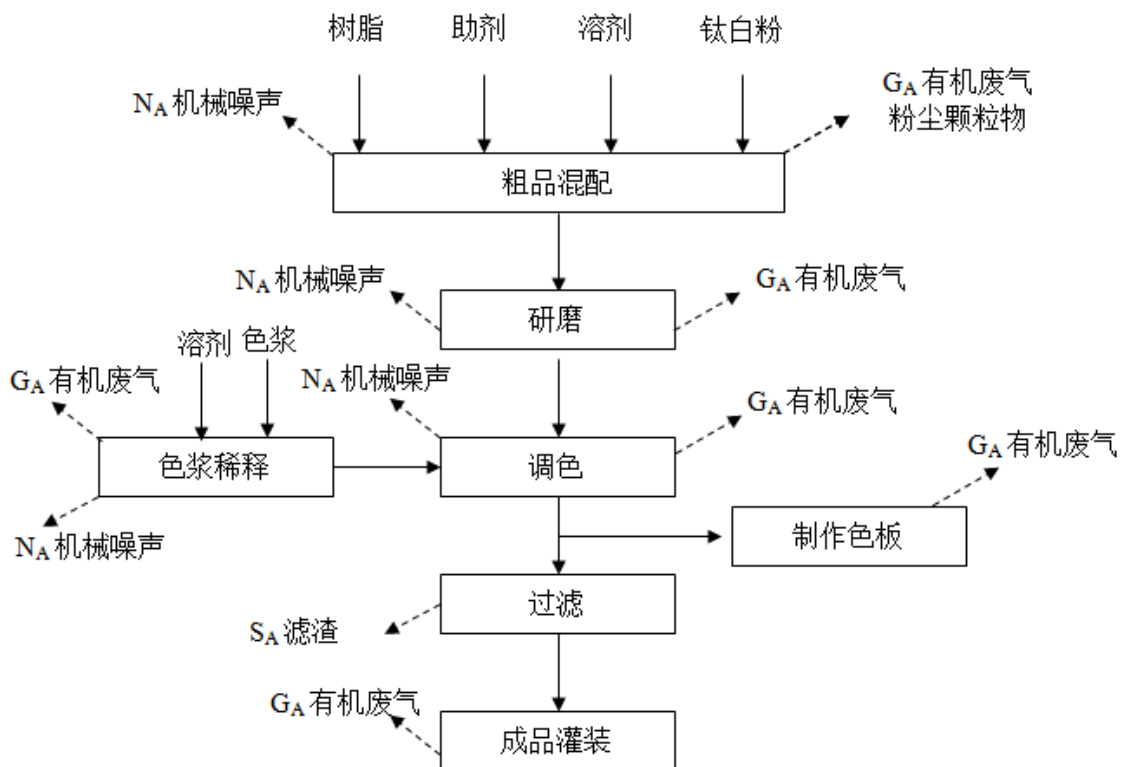 树脂 助剂 溶剂 钛白粉
NA 机械噪声
GA 有机废气
粉尘颗粒物
粗品混配
NA 机械噪声
GA 有机废气
研磨
溶剂 色浆
GA 有机废气
NA 机械噪声
GA 有机废气
色浆稀释
调色
GA 有机废气
NA 机械噪声
制作色板
过滤
SA 滤渣
GA 有机废气
成品灌装